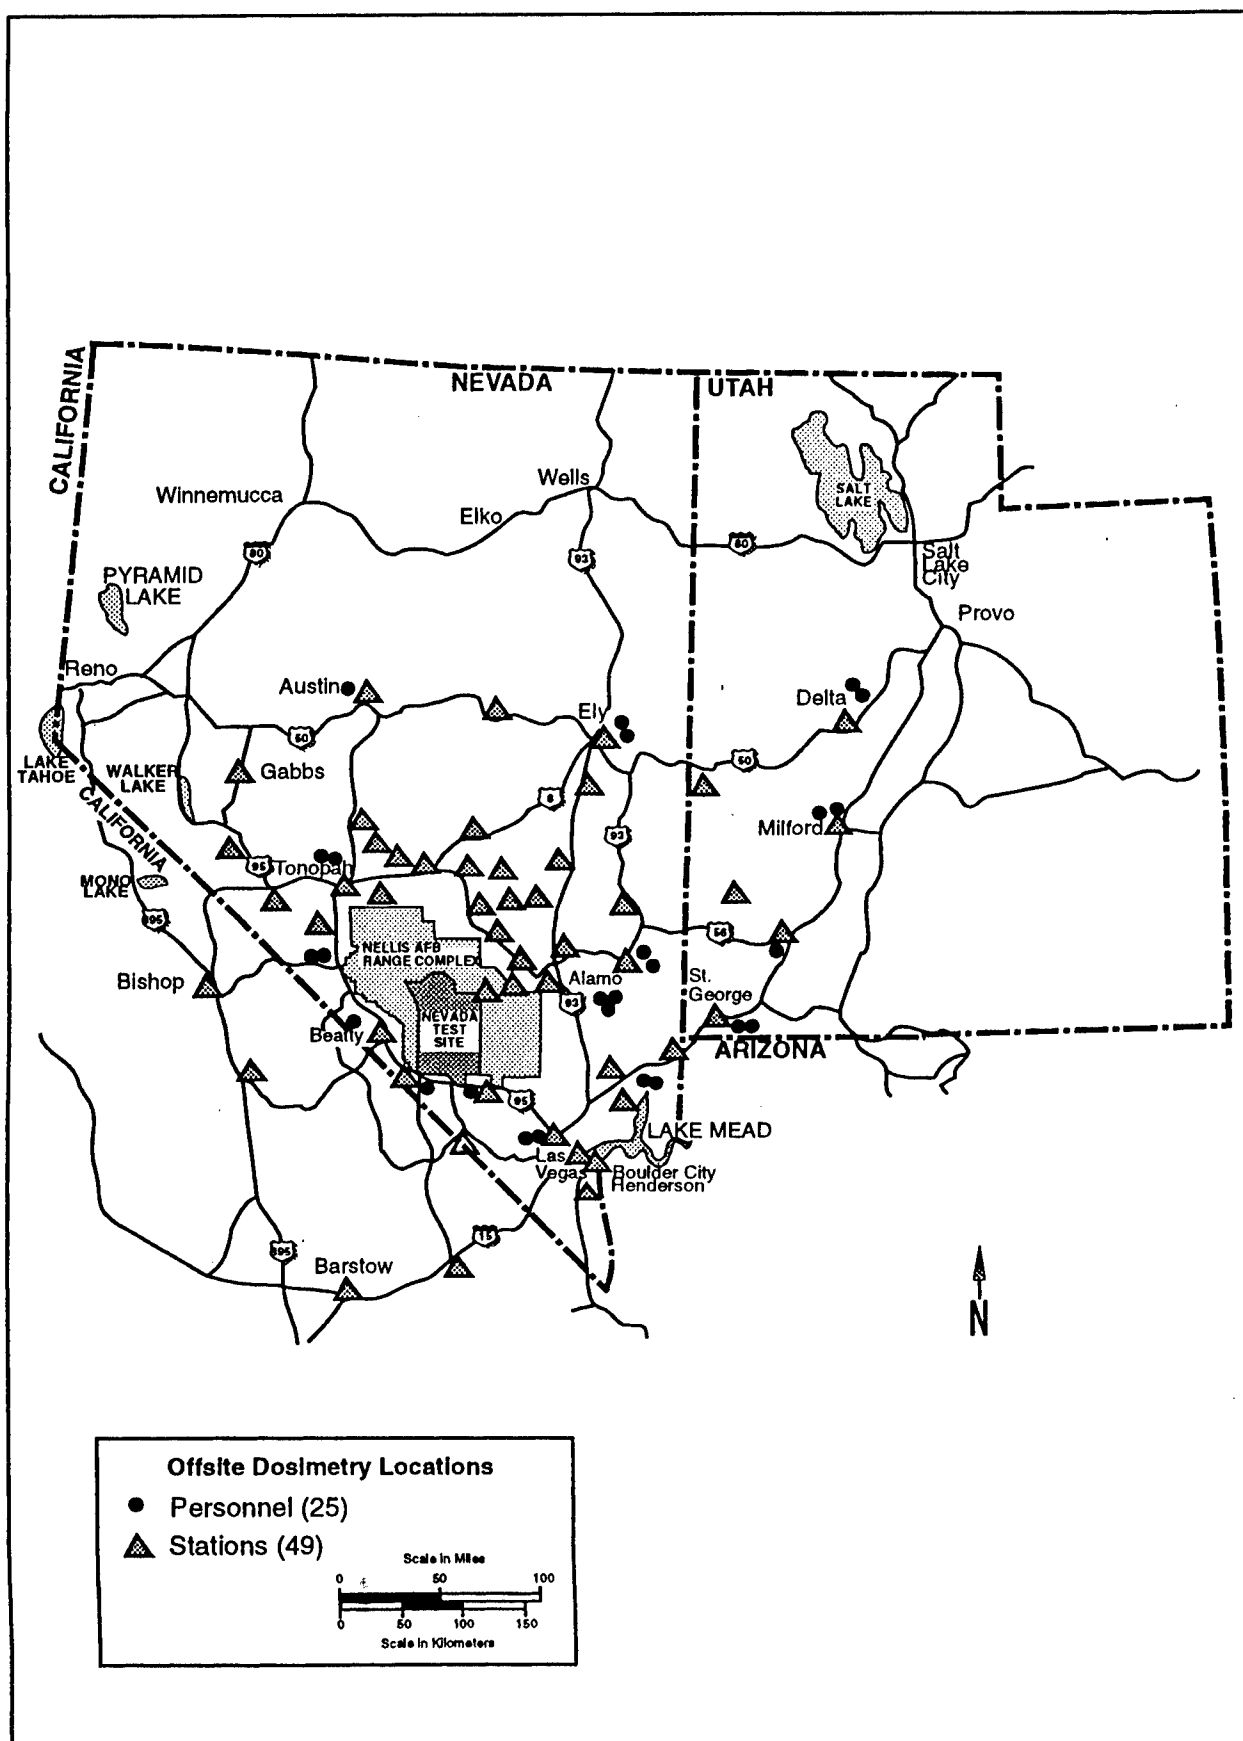 NEVADA
UTAH
CALIFORNIA
SALT
LAKE
Wells
Winnemucca
Elko
80
93
80
Salt
Lake
City
PYRAMID
LAKE
Provo
Reno
Austin
Delta
Ely
50
50
LAKE
TAHOE
WALKER
LAKE
Gabbs
CALIFORNIA
6
93
Milford
95
Tonopah
MONO
LAKE
395
56
NELLIS AFB
RANGE COMPLEX
Bishop
Alamo
St.
George
93
NEVADA
TEST
SITE
Beatty
ARIZONA
95
LAKE MEAD
Las
Vegas
Boulder City
Henderson
15
395
Barstow
N
Offsite Dosimetry Locations
Personnel (25)
Stations (49)
Scale in Miles
0 50 100
0 50 100 150
Scale in Kilometers